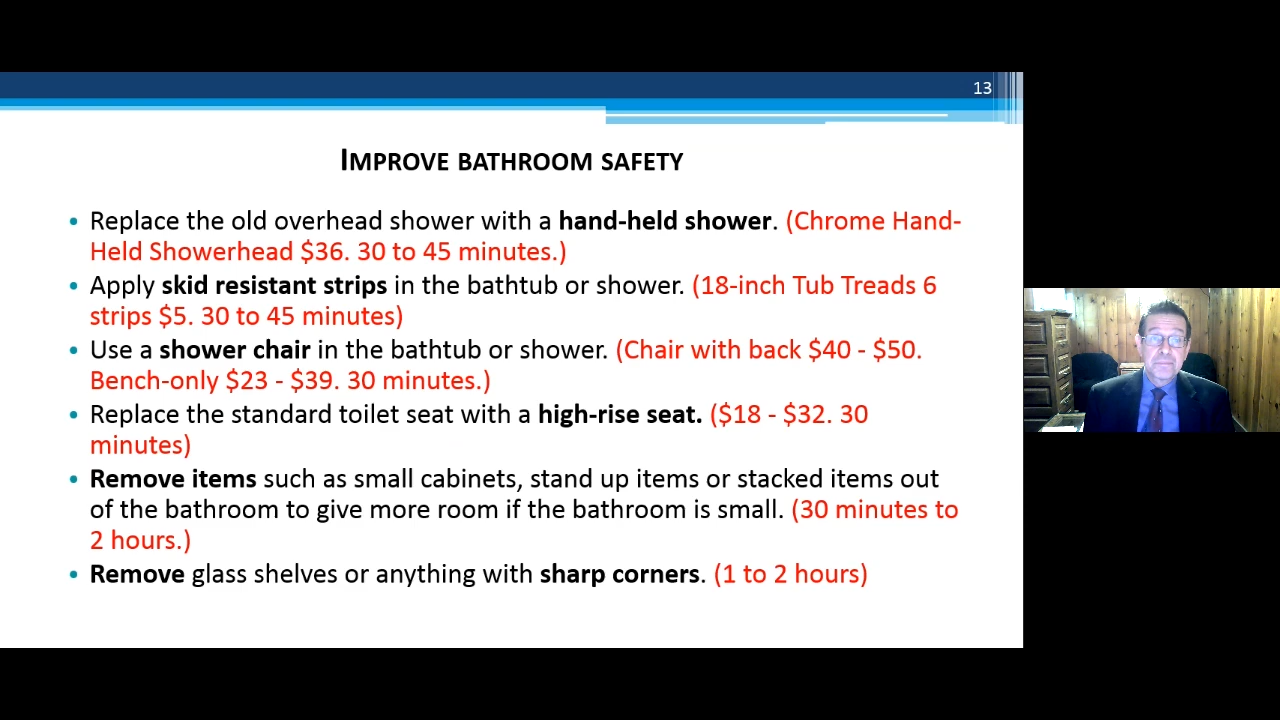 13
IMPROVE BATHROOM SAFETY
• Replace the old overhead shower with a hand-held shower. (Chrome Hand-
Held Showerhead $36. 30 to 45 minutes.)
• Apply skid resistant strips in the bathtub or shower. (18-inch Tub Treads 6
strips $5. 30 to 45 minutes)
• Use a shower chair in the bathtub or shower. (Chair with back $40 - $50.
Bench-only $23 - $39. 30 minutes.)
• Replace the standard toilet seat with a high-rise seat. ($18 - $32. 30
minutes)
• Remove items such as small cabinets, stand up items or stacked items out
of the bathroom to give more room if the bathroom is small. (30 minutes to
2 hours.)
• Remove glass shelves or anything with sharp corners. (1 to 2 hours)